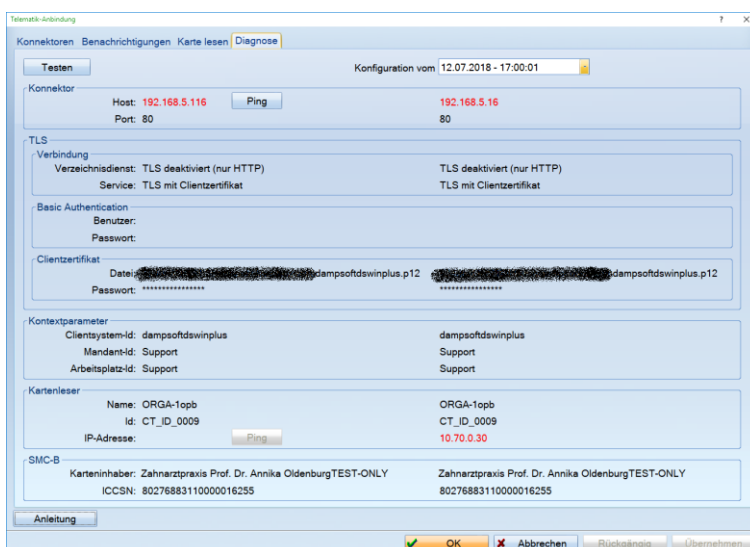 Telematik-Anbindung ? X
Konnektoren Benachrichtigungen Karte lesen Diagnose
Testen Konfiguration vom 12.07.2018 - 17:00:01
Konnektor
Host: 192.168.5.116 Ping 192.168.5.16
Port: 80 80
TLS
Verbindung
Verzeichnisdienst: TLS deaktiviert (nur HTTP) TLS deaktiviert (nur HTTP)
Service: TLS mit Clientzertifikat TLS mit Clientzertifikat
Basic Authentication
Benutzer:
Passwort:
Clientzertifikat
Datei: dampsoftdswinplus.p12 dampsoftdswinplus.p12
Passwort: **************** ****************
Kontextparameter
Clientsystem-Id: dampsoftdswinplus dampsoftdswinplus
Mandant-Id: Support Support
Arbeitsplatz-Id: Support Support
Kartenleser
Name: ORGA-1opb ORGA-1opb
Id: CT_ID_0009 CT_ID_0009
IP-Adresse: Ping 10.70.0.30
SMC-B
Karteninhaber: Zahnarztpraxis Prof. Dr. Annika OldenburgTEST-ONLY Zahnarztpraxis Prof. Dr. Annika OldenburgTEST-ONLY
ICCSN: 80276883110000016255 80276883110000016255
Anleitung
OK Abbrechen Rückgängig Übernehmen